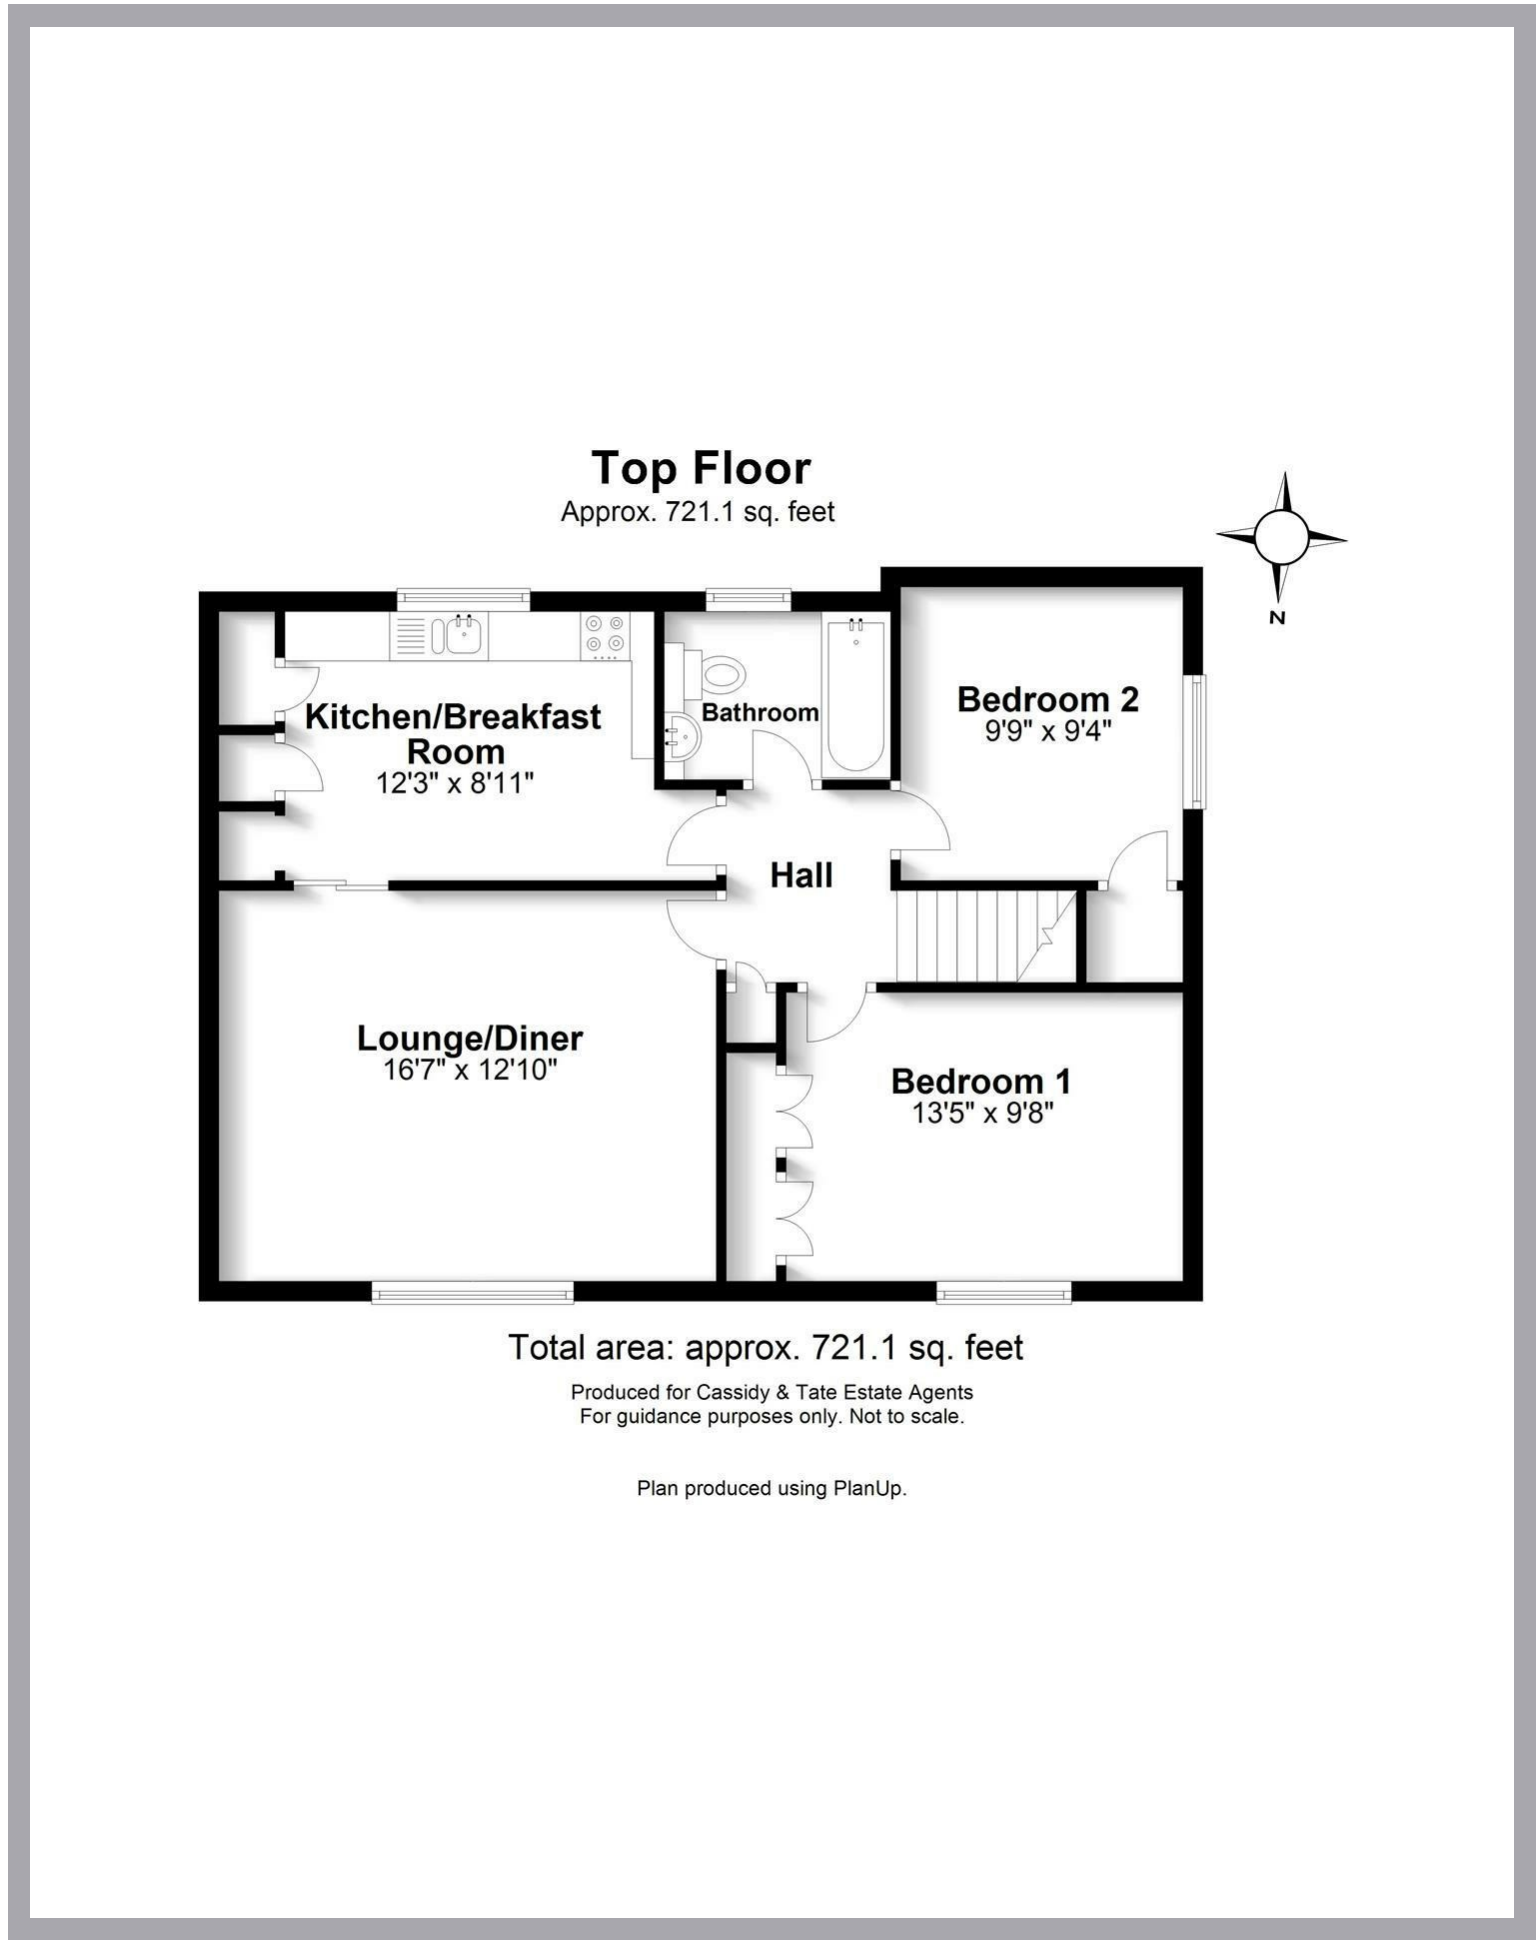 Top Floor
Approx. 721.1 sq. feet
N
Kitchen/Breakfast
Room
12'3" x 8'11"
Bathroom
Bedroom 2
9'9" x 9'4"
Hall
Lounge/Diner
16'7" x 12'10"
Bedroom 1
13'5" x 9'8"
Total area: approx. 721.1 sq. feet
Produced for Cassidy & Tate Estate Agents
For guidance purposes only. Not to scale.
Plan produced using PlanUp.